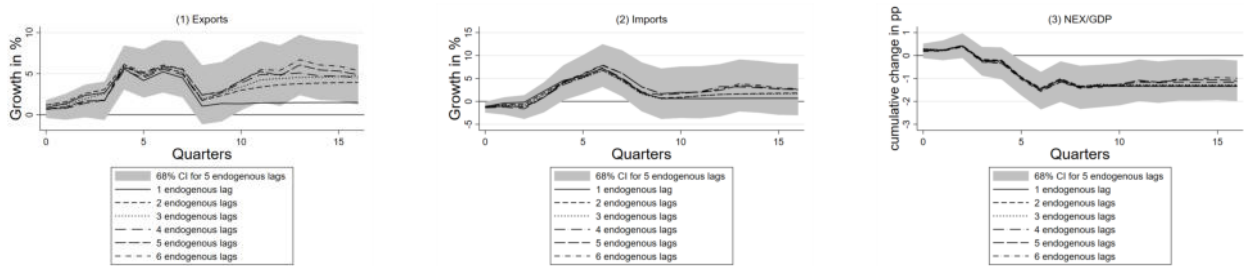 (1) Exports
Growth in %
10
5
0
0 5 10 15
Quarters
68% CI for 5 endogenous lags
1 endogenous lag
2 endogenous lags
3 endogenous lags
4 endogenous lags
5 endogenous lags
6 endogenous lags
(2) Imports
Growth in %
15
10
5
0
-5
0 5 10 15
Quarters
68% CI for 5 endogenous lags
1 endogenous lag
2 endogenous lags
3 endogenous lags
4 endogenous lags
5 endogenous lags
6 endogenous lags
(3) NEX/GDP
cumulative change in pp
1
0
-1
-2
-3
0 5 10 15
Quarters
68% CI for 5 endogenous lags
1 endogenous lag
2 endogenous lags
3 endogenous lags
4 endogenous lags
5 endogenous lags
6 endogenous lags